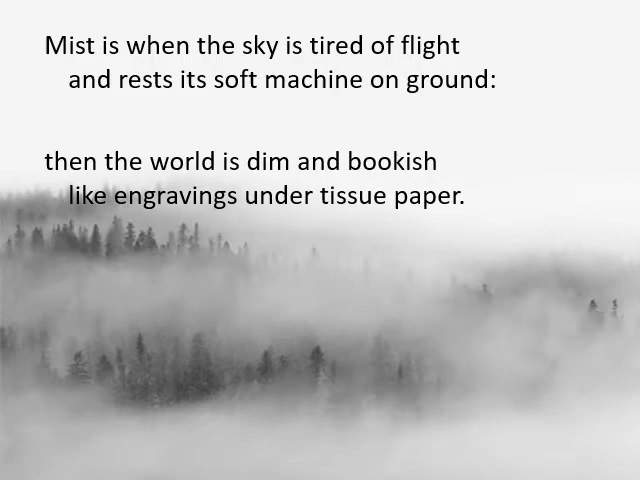 Mist is when the sky is tired of flight
and rests its soft machine on ground:
then the world is dim and bookish
like engravings under tissue paper.